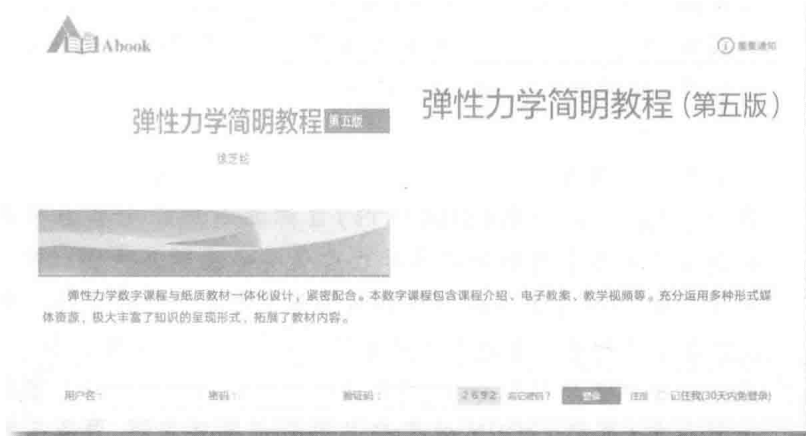 Abook
重要通知
弹性力学简明教程 第五版
弹性力学简明教程(第五版)
徐芝纶
弹性力学数字课程与纸质教材一体化设计,紧密配合。本数字课程包含课程介绍、电子教案、教学视频等。充分运用多种形式媒
体资源,极大丰富了知识的呈现形式,拓展了教材内容。
用户名: 密码: 验证码: 2692 忘记密码? 登录 注册 记住我(30天内免登录)